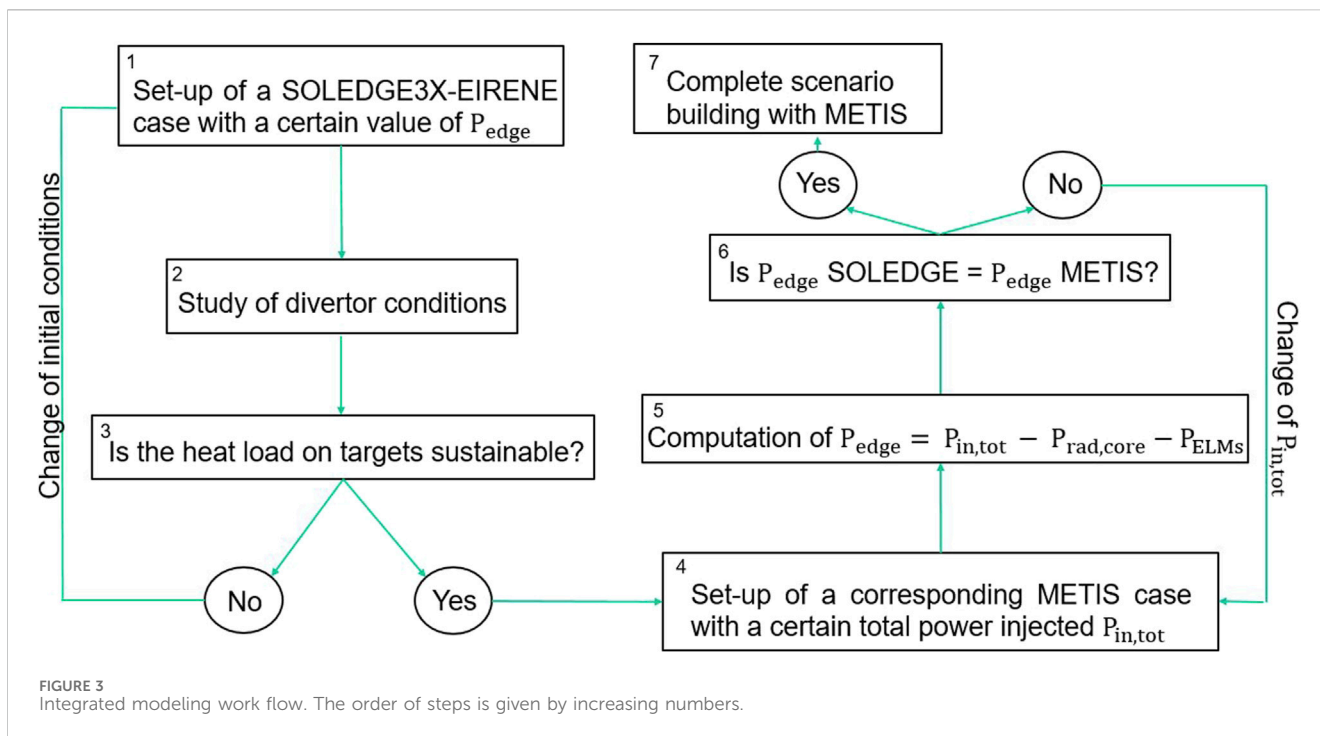 1
Set-up of a SOLEDGE3X-EIRENE
case with a certain value of P_edge
2
Study of divertor conditions
3
Is the heat load on targets sustainable?
No
Yes
Change of initial conditions
4
Set-up of a corresponding METIS case
with a certain total power injected P_in,tot
5
Computation of P_edge = P_in,tot − P_rad,core − P_ELMs
6
Is P_edge SOLEDGE = P_edge METIS?
Yes
No
Change of P_in,tot
7
Complete scenario
building with METIS
FIGURE 3
Integrated modeling work flow. The order of steps is given by increasing numbers.